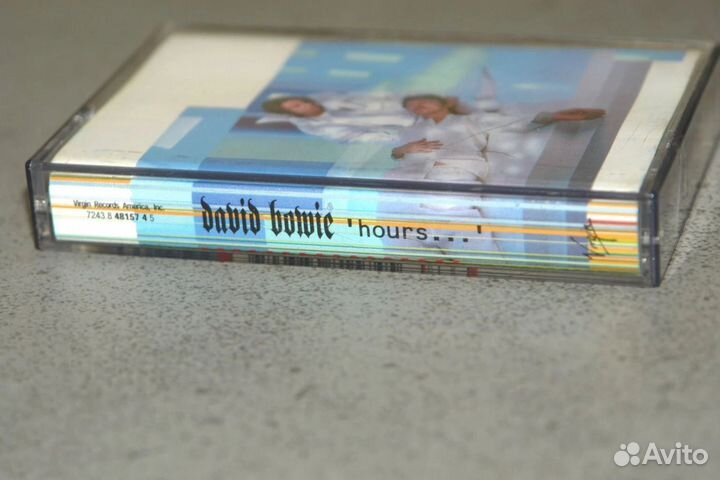 Virgin Records America, Inc.
7243 8 48157 4 5
david bowie 'hours...'
Virgin
Avito